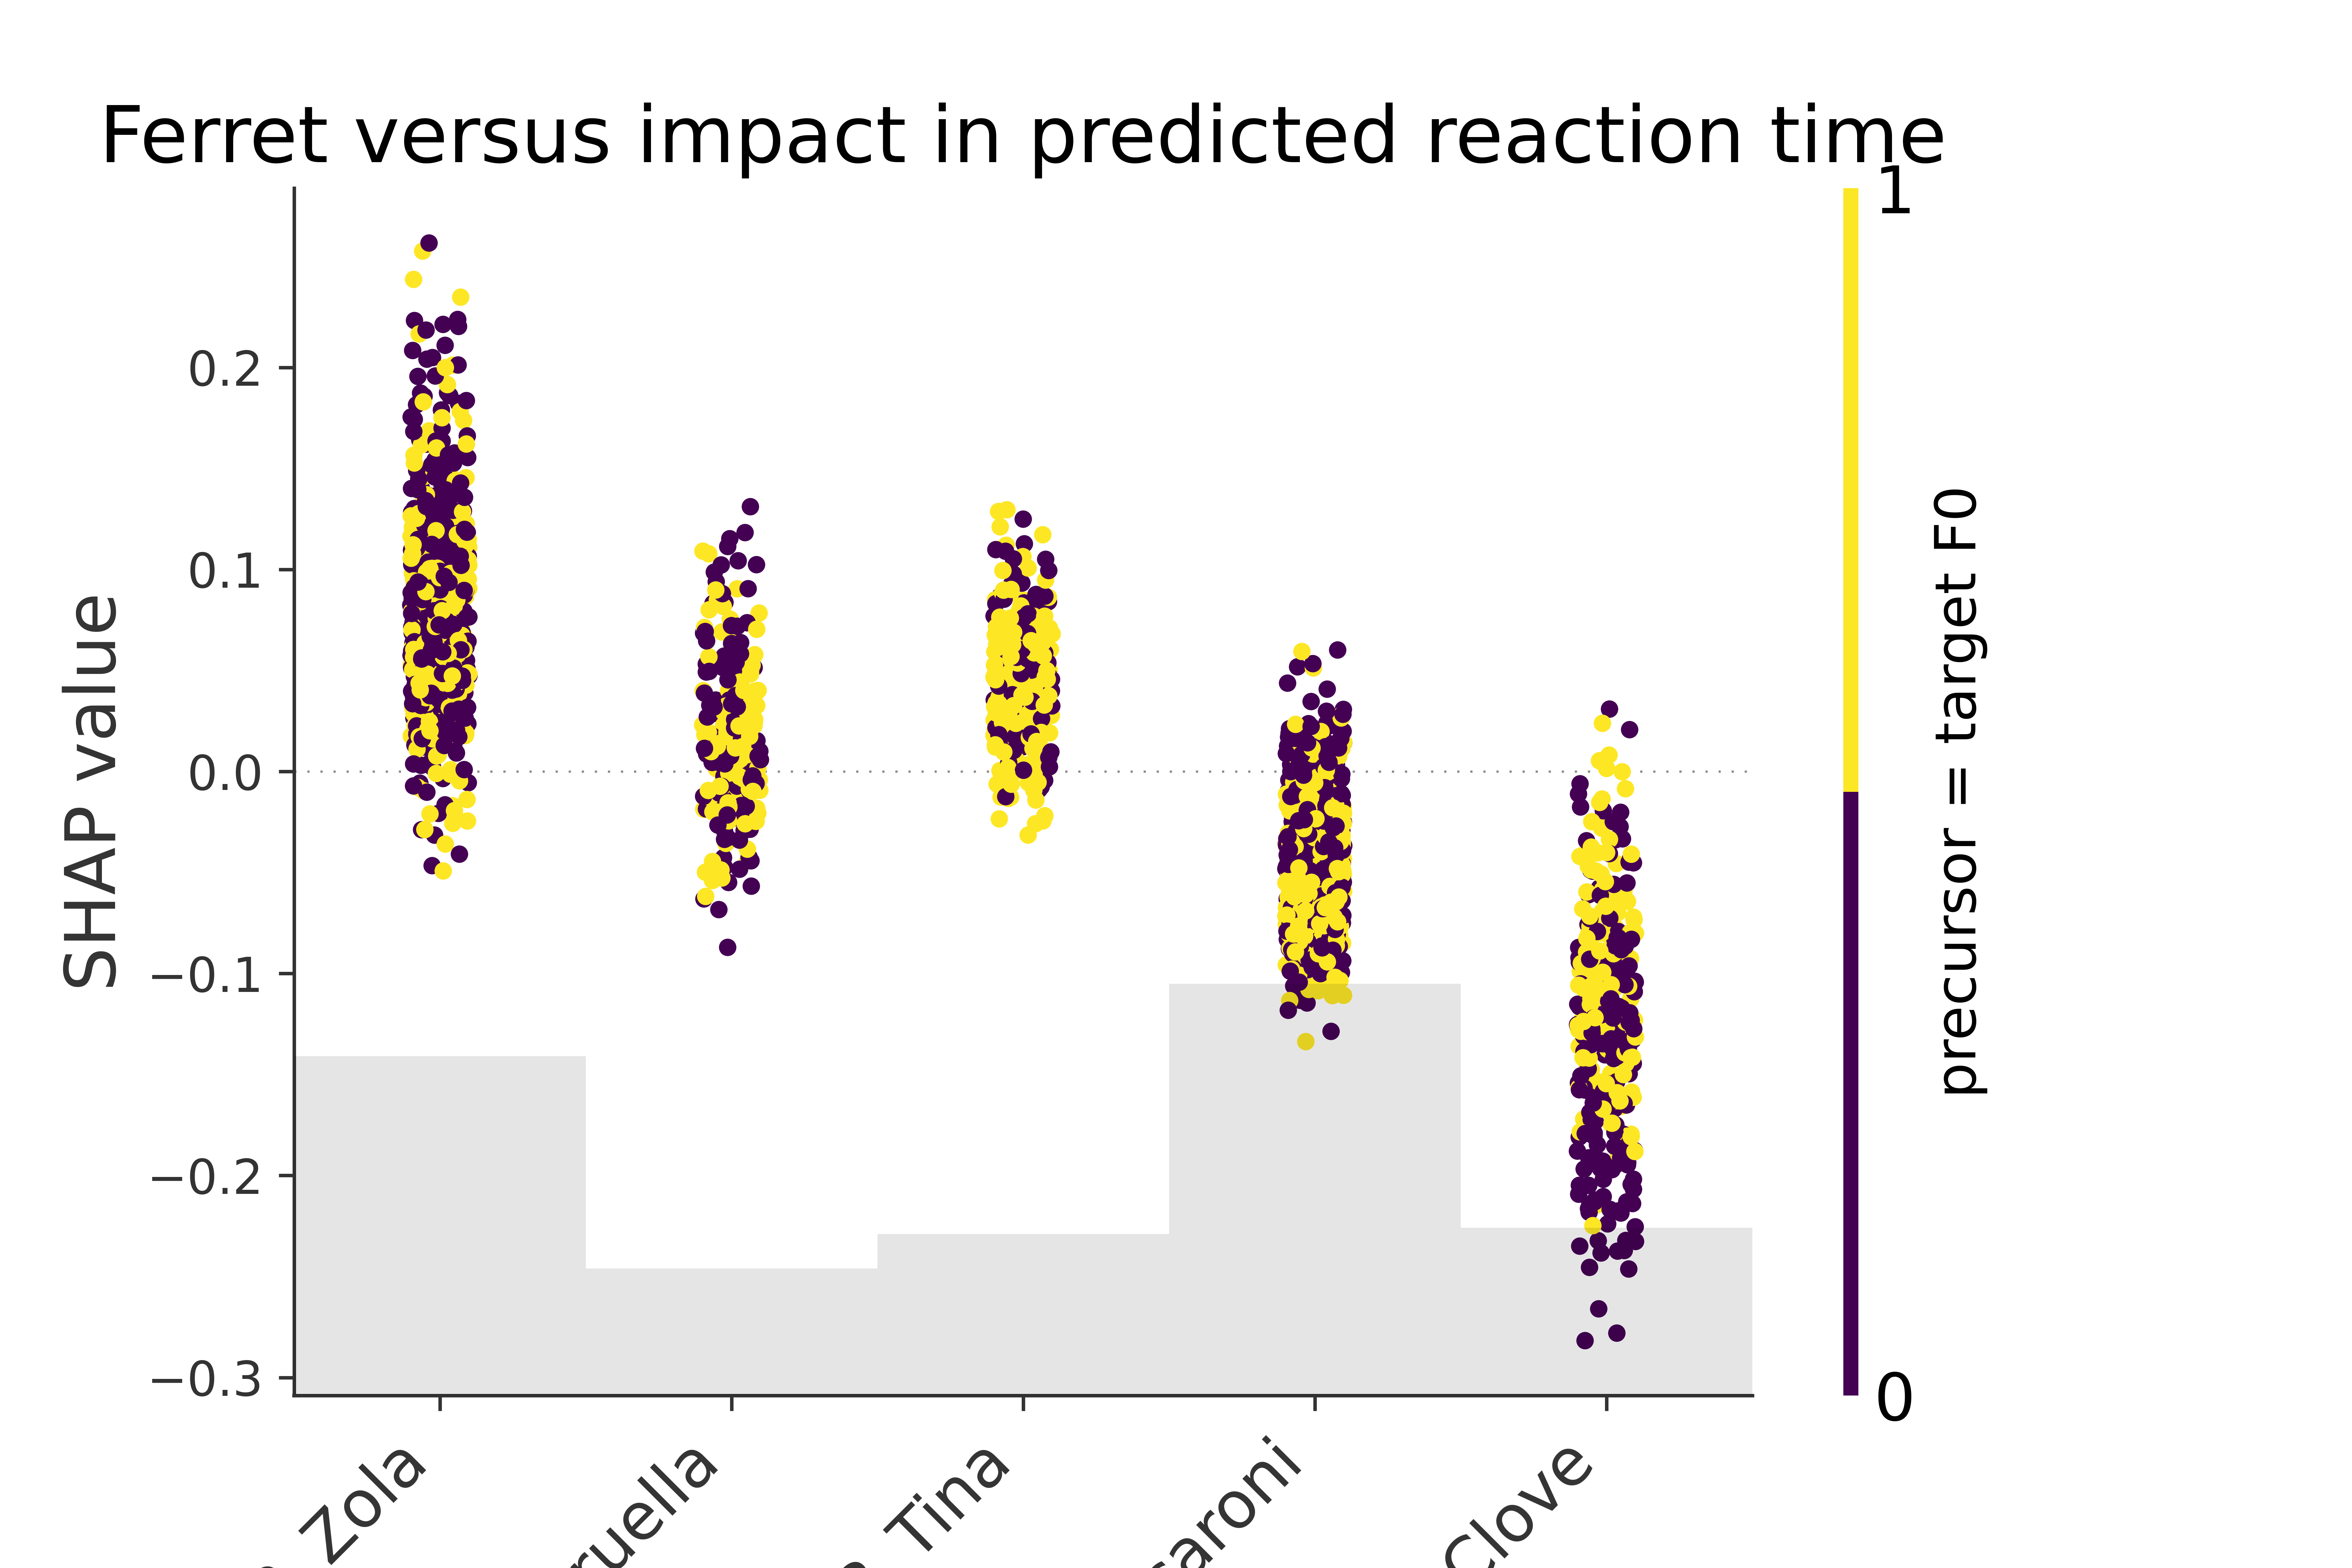 Ferret versus impact in predicted reaction time
1
0.2
0.1
0.0
−0.1
−0.2
−0.3
SHAP value
precursor = target F0
0
Zola
ruella
Tina
saroni
Clove